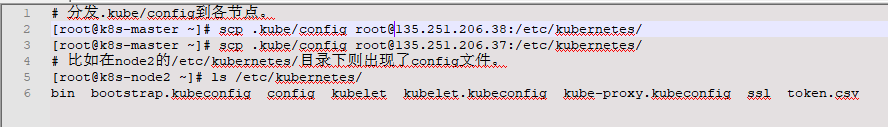 1 # 分发.kube/config到各节点。
2 [root@k8s-master ~]# scp .kube/config root@135.251.206.38:/etc/kubernetes/
3 [root@k8s-master ~]# scp .kube/config root@135.251.206.37:/etc/kubernetes/
4 # 比如在node2的/etc/kubernetes/目录下则出现了config文件。
5 [root@k8s-node2 ~]# ls /etc/kubernetes/
6 bin bootstrap.kubeconfig config kubelet kubelet.kubeconfig kube-proxy.kubeconfig ssl token.csv